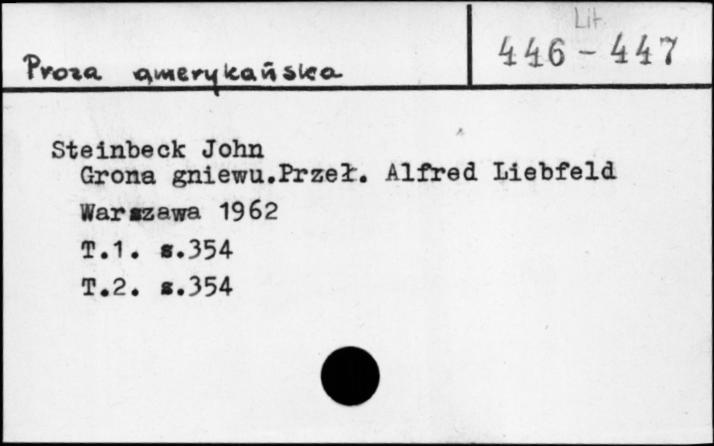 Lit.
446-447
Proza amerykańska
Steinbeck John
Grona gniewu.Przeł. Alfred Liebfeld
Warszawa 1962
T.1. s.354
T.2. s.354